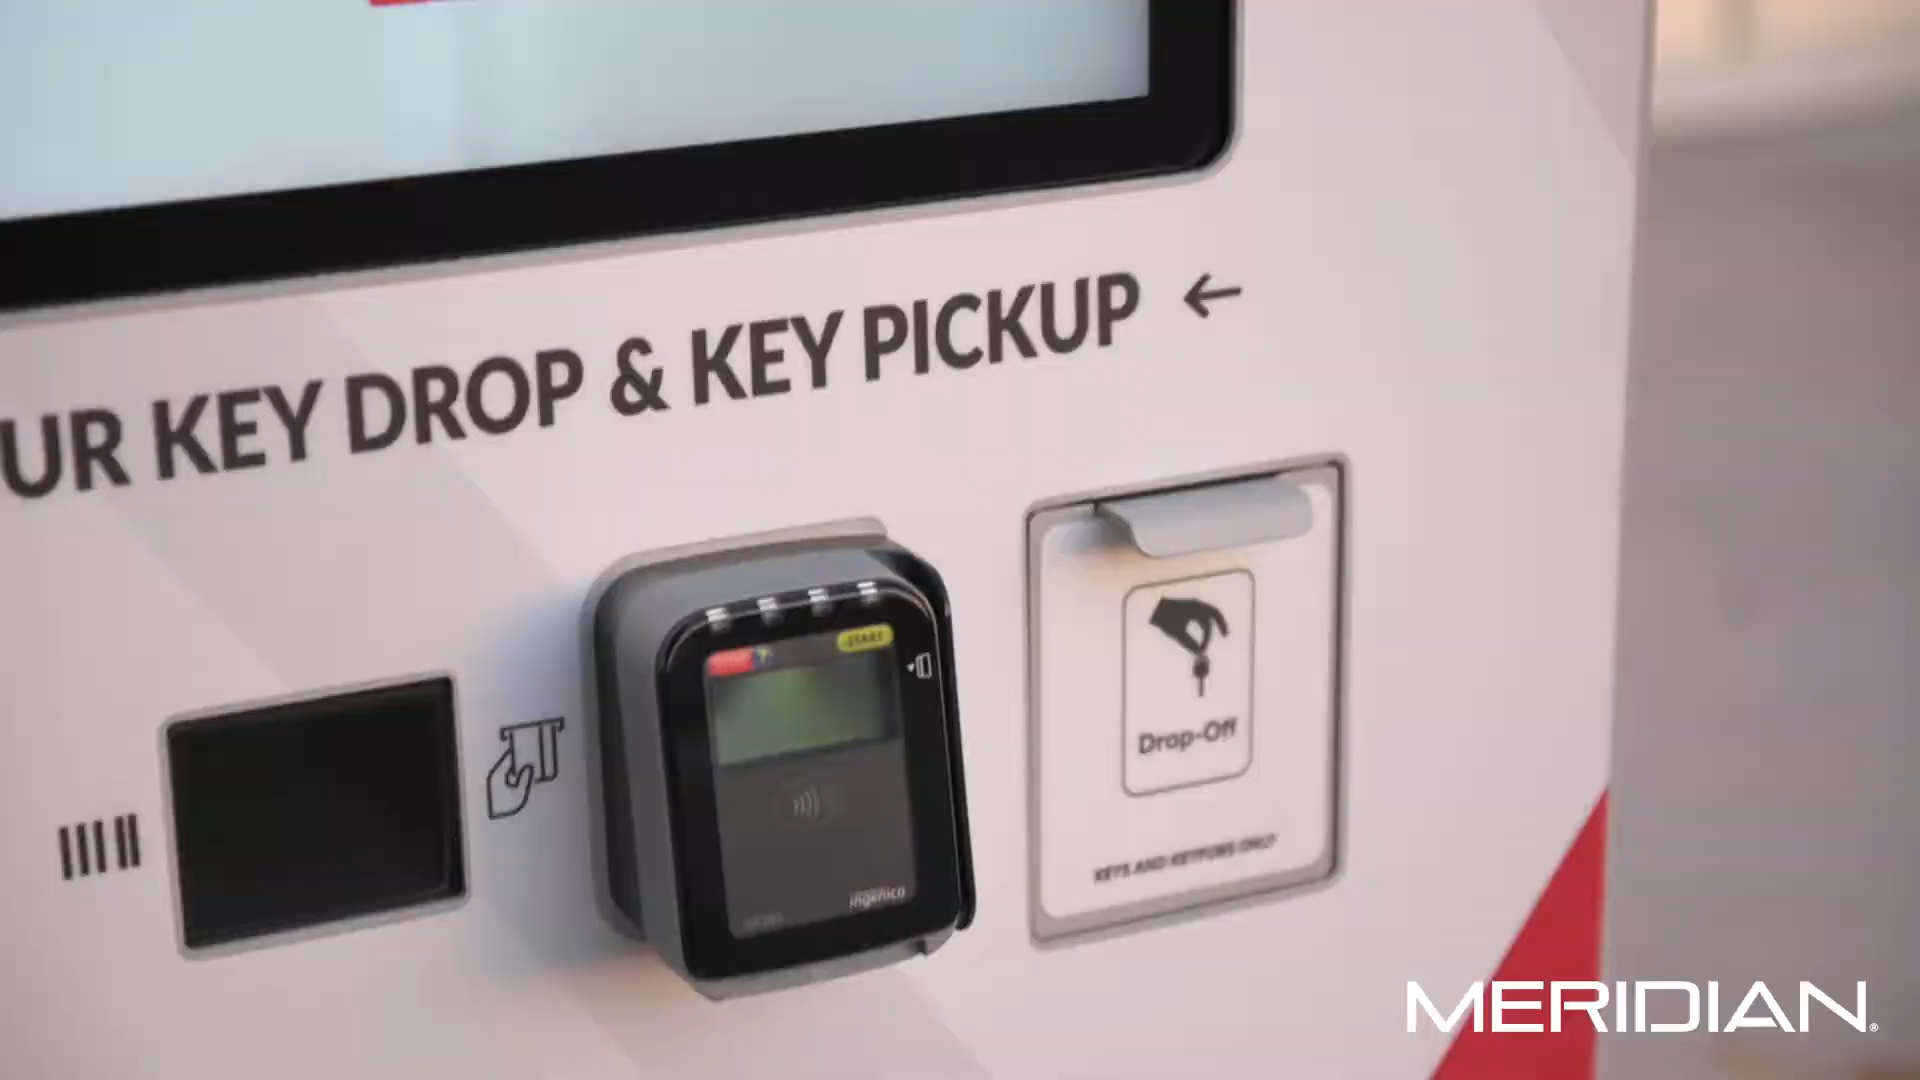 UR KEY DROP & KEY PICKUP ←
START
Drop-Off
KEYS AND KEYFOBS ONLY
ingenico
MERIDIAN®